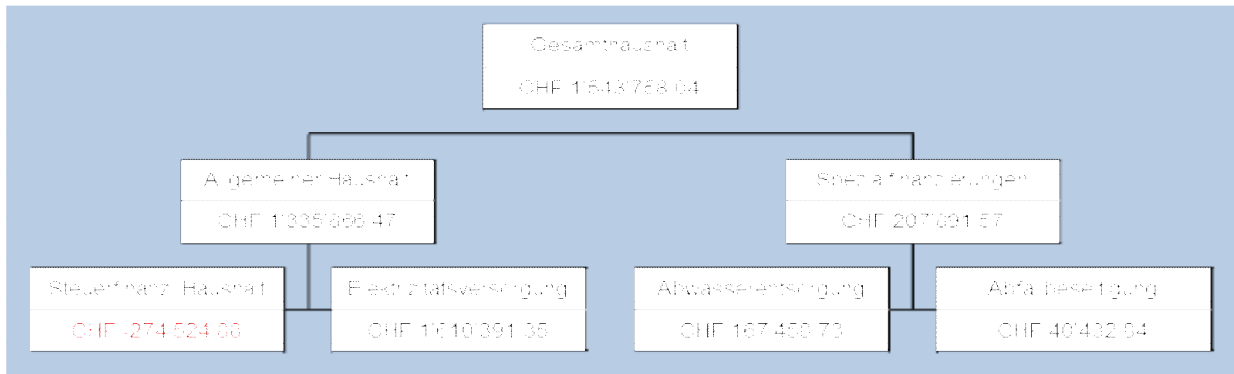 Gesamthaushalt
CHF 1'543'758.04
Allgemeiner Haushalt
CHF 1'335'866.47
Spezialfinanzierungen
CHF 207'891.57
Steuerfinanz. Haushalt
CHF -274'524.88
Elektrizitätsversorgung
CHF 1'610'391.35
Abwasserentsorgung
CHF 167'458.73
Abfallbeseitigung
CHF 40'432.84